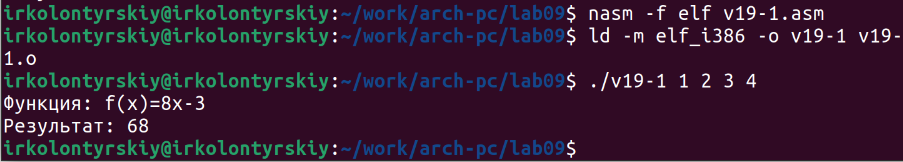 irkolontyrskiy@irkolontyrskiy:~/work/arch-pc/lab09$ nasm -f elf v19-1.asm
irkolontyrskiy@irkolontyrskiy:~/work/arch-pc/lab09$ ld -m elf_i386 -o v19-1 v19-
1.o
irkolontyrskiy@irkolontyrskiy:~/work/arch-pc/lab09$ ./v19-1 1 2 3 4
Функция: f(x)=8x-3
Результат: 68
irkolontyrskiy@irkolontyrskiy:~/work/arch-pc/lab09$